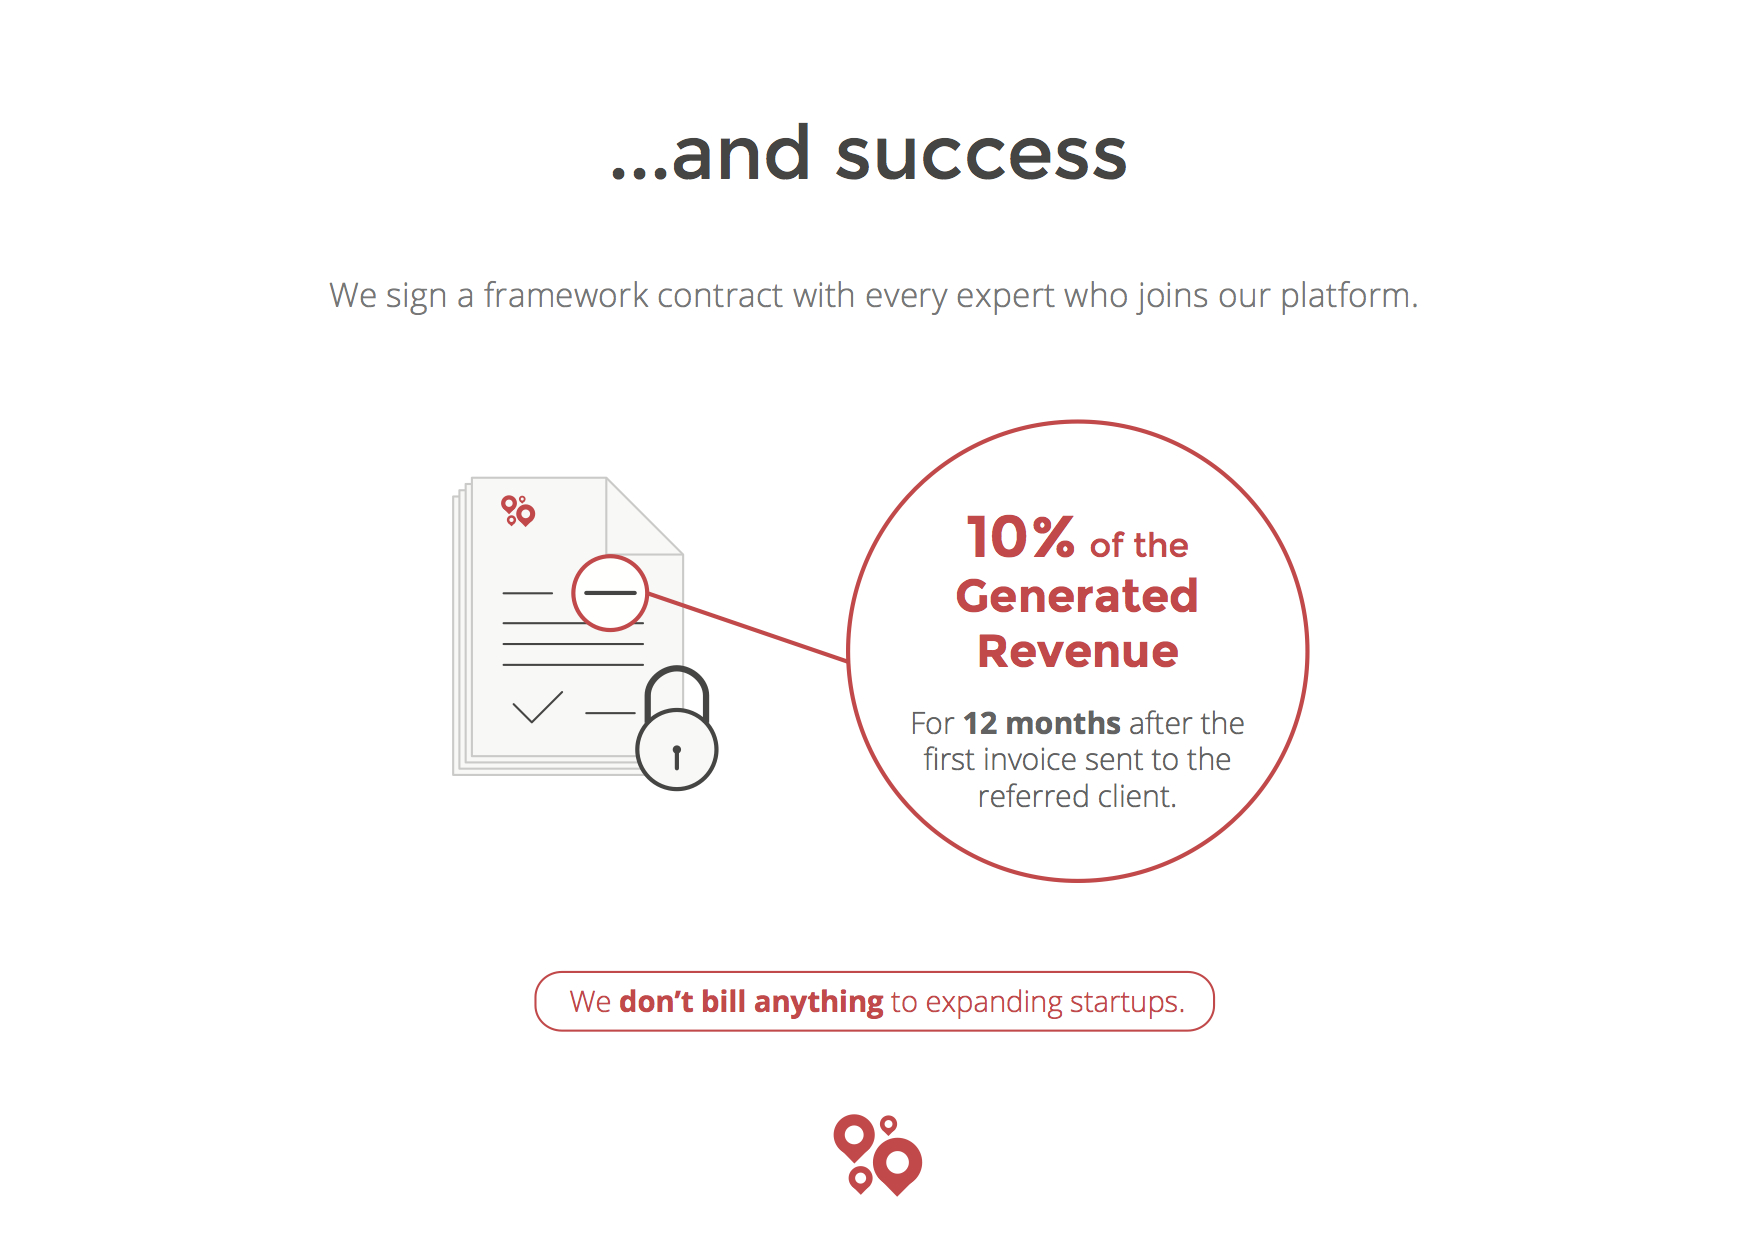 ...and success
We sign a framework contract with every expert who joins our platform.
10% of the
Generated
Revenue
For 12 months after the
first invoice sent to the
referred client.
We don’t bill anything to expanding startups.